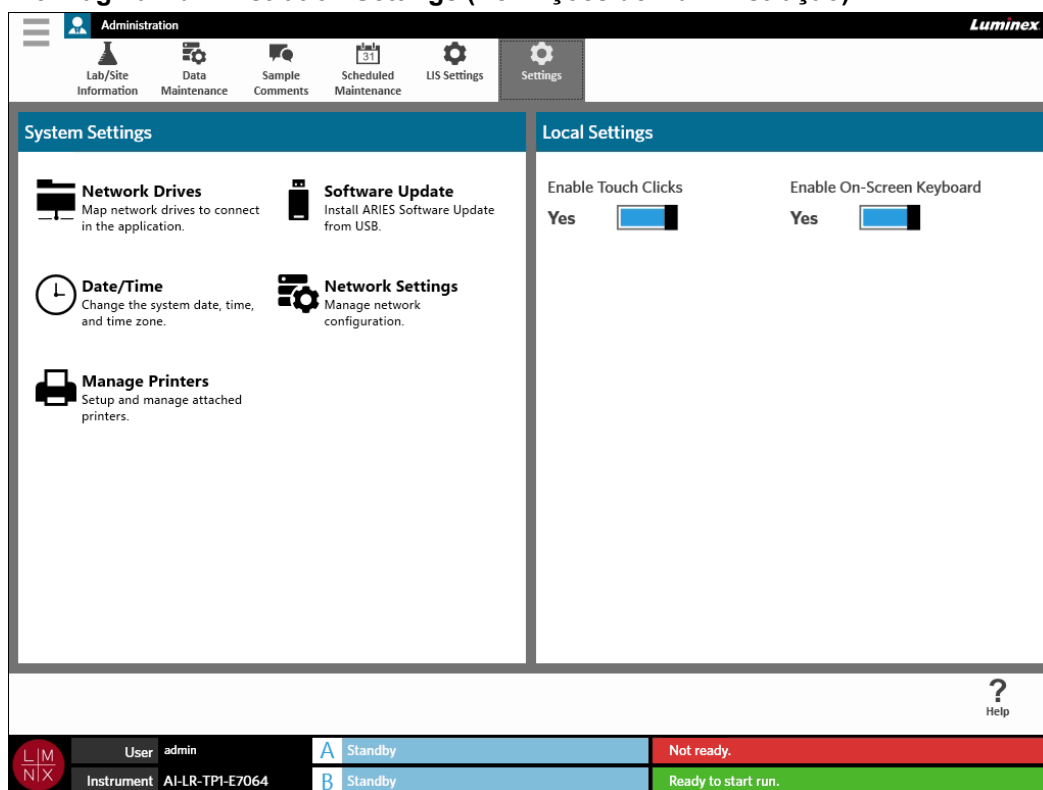 Administration
Luminex
Lab/Site
Information
Data
Maintenance
Sample
Comments
31
Scheduled
Maintenance
LIS Settings
Settings
System Settings
Network Drives
Map network drives to connect
in the application.
Software Update
Install ARIES Software Update
from USB.
Date/Time
Change the system date, time,
and time zone.
Network Settings
Manage network
configuration.
Manage Printers
Setup and manage attached
printers.
Local Settings
Enable Touch Clicks
Yes
Enable On-Screen Keyboard
Yes
?
Help
L M
N X
User admin
A Standby
Not ready.
Instrument AI-LR-TP1-E7064
B Standby
Ready to start run.